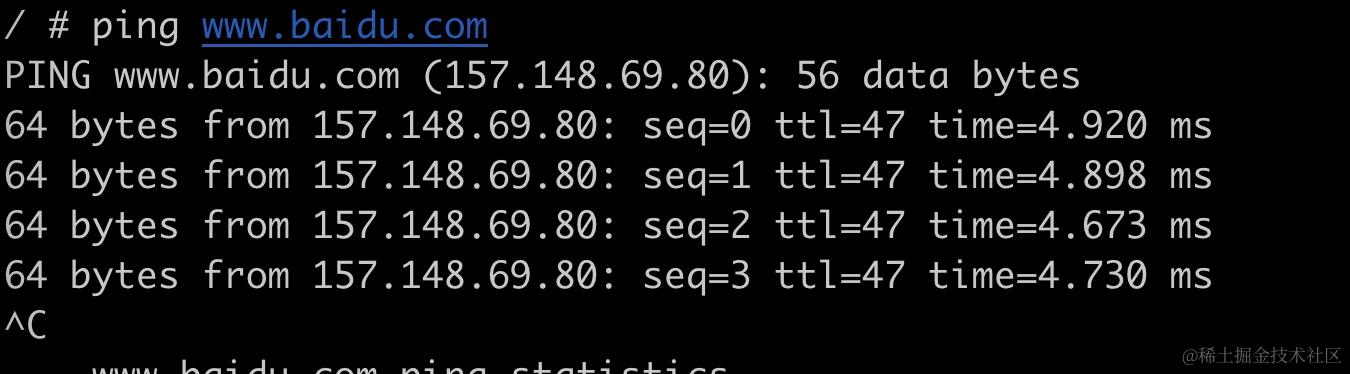 / # ping www.baidu.com
PING www.baidu.com (157.148.69.80): 56 data bytes
64 bytes from 157.148.69.80: seq=0 ttl=47 time=4.920 ms
64 bytes from 157.148.69.80: seq=1 ttl=47 time=4.898 ms
64 bytes from 157.148.69.80: seq=2 ttl=47 time=4.673 ms
64 bytes from 157.148.69.80: seq=3 ttl=47 time=4.730 ms
^C
www.baidu.com ping statistics
@稀土掘金技术社区